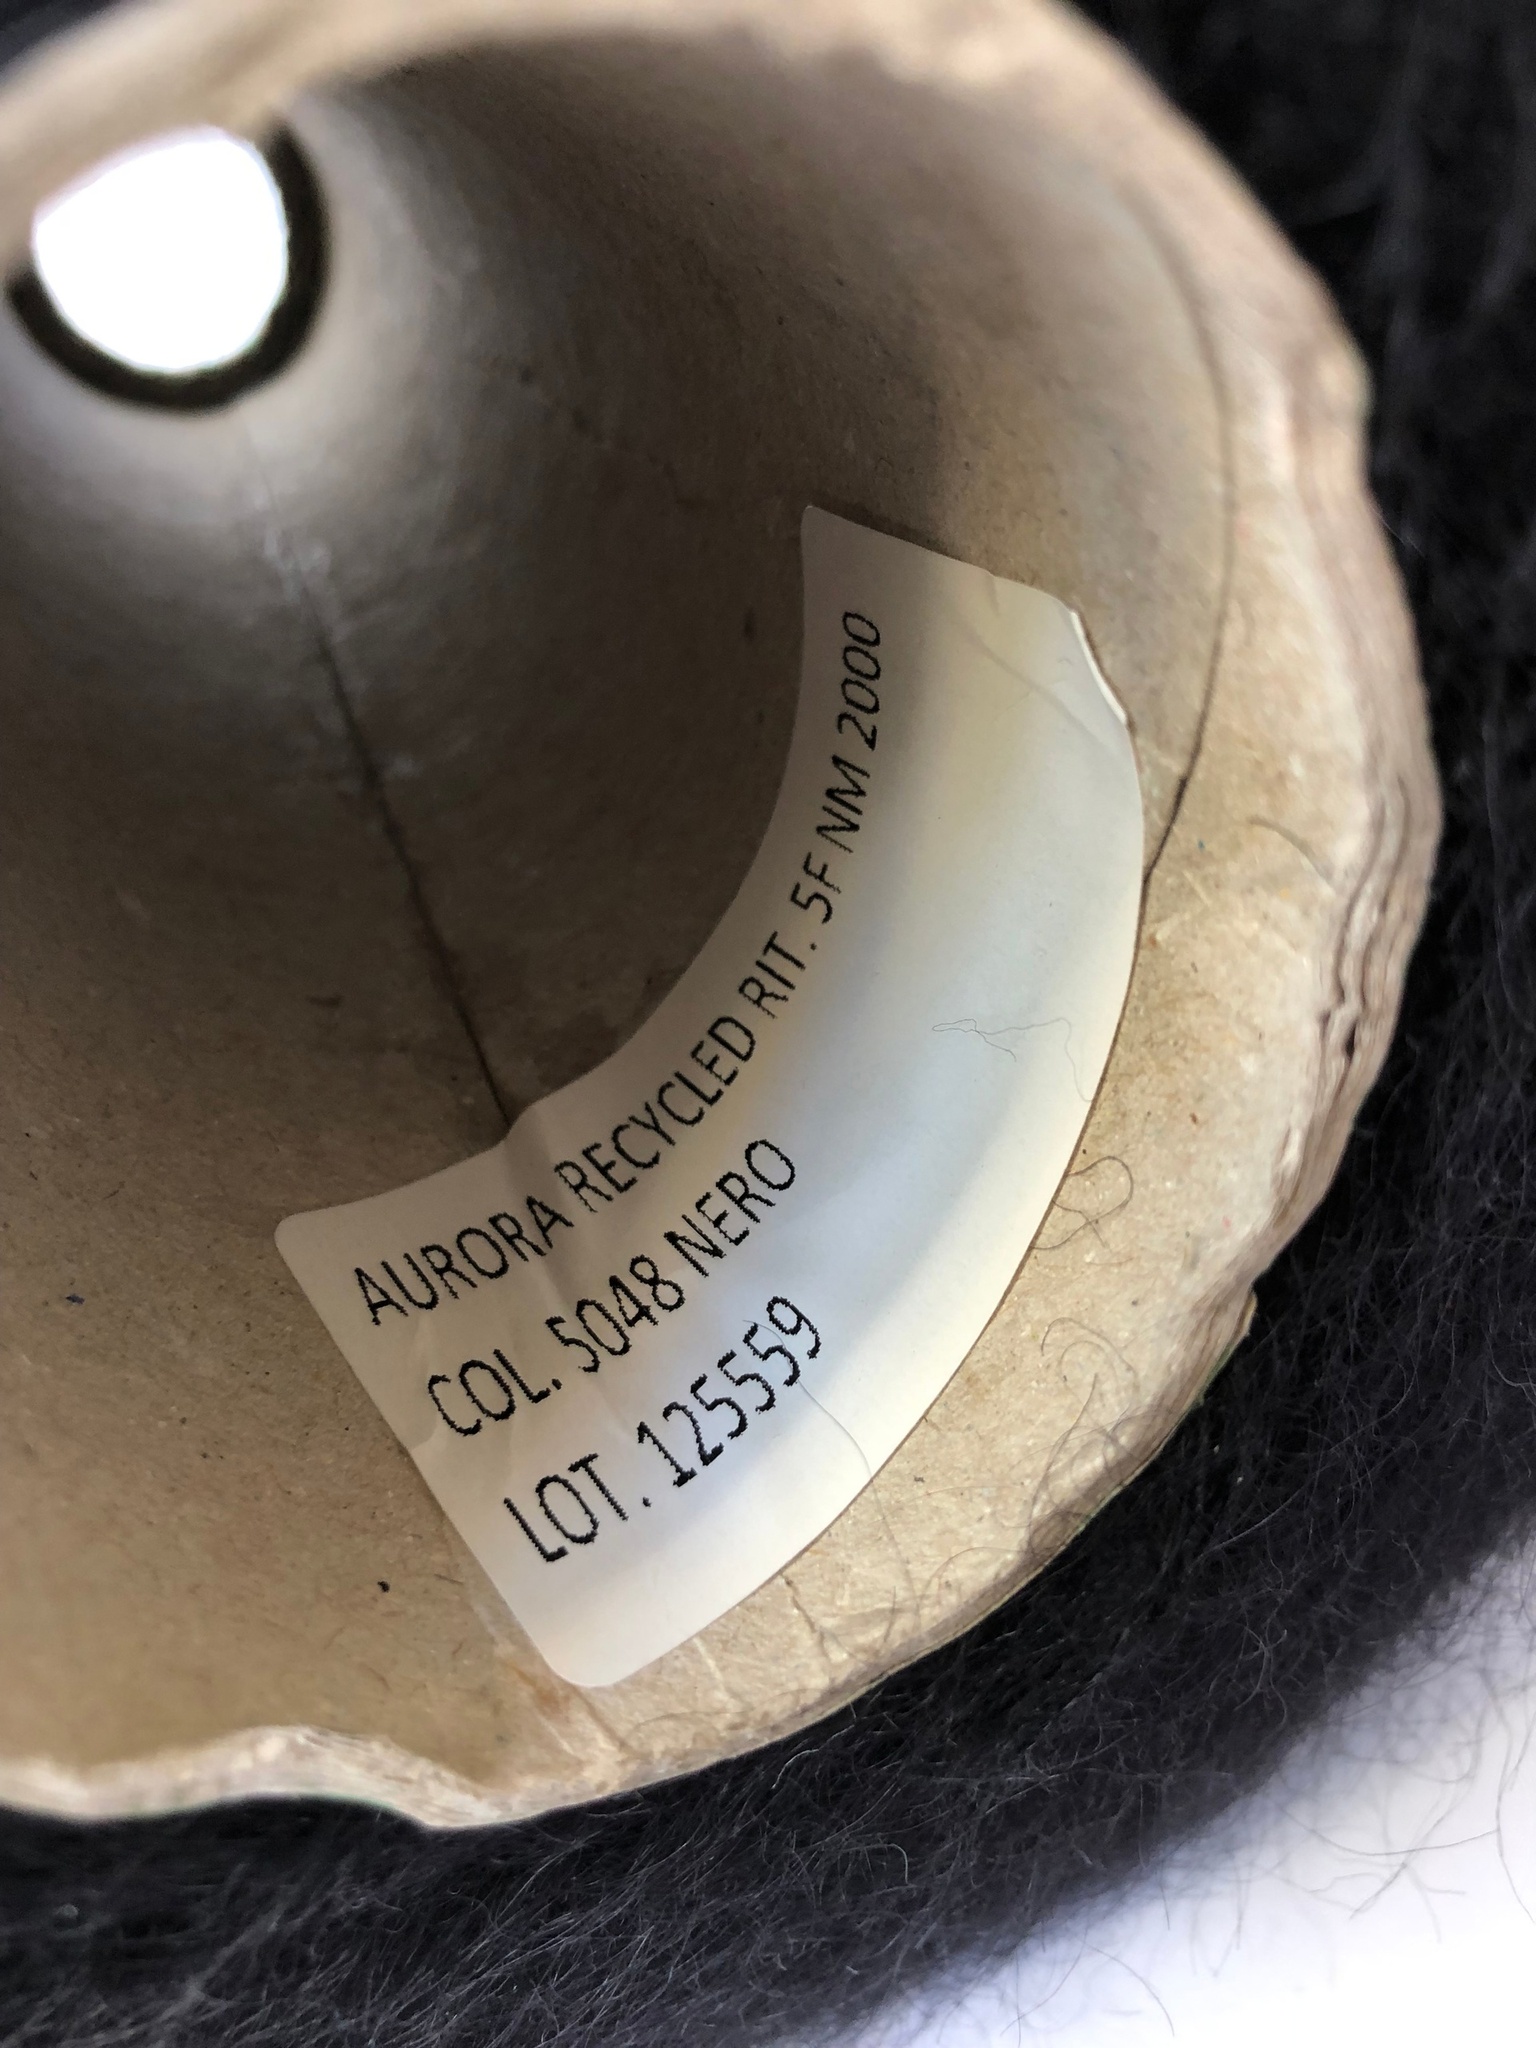 AURORA RECYCLED RIT. 5F NM 2000
COL. 5048 NERO
LOT. 125559